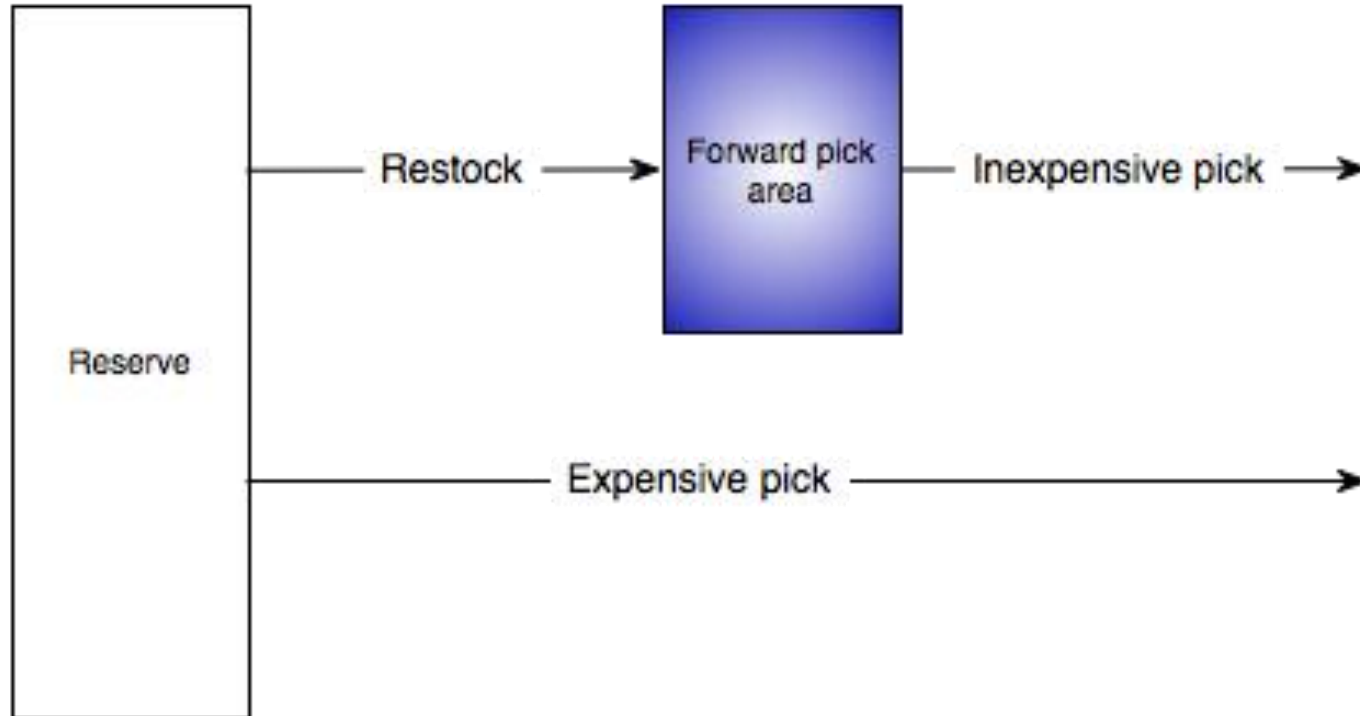 Restock
Forward pick
area
Inexpensive pick
Reserve
Expensive pick